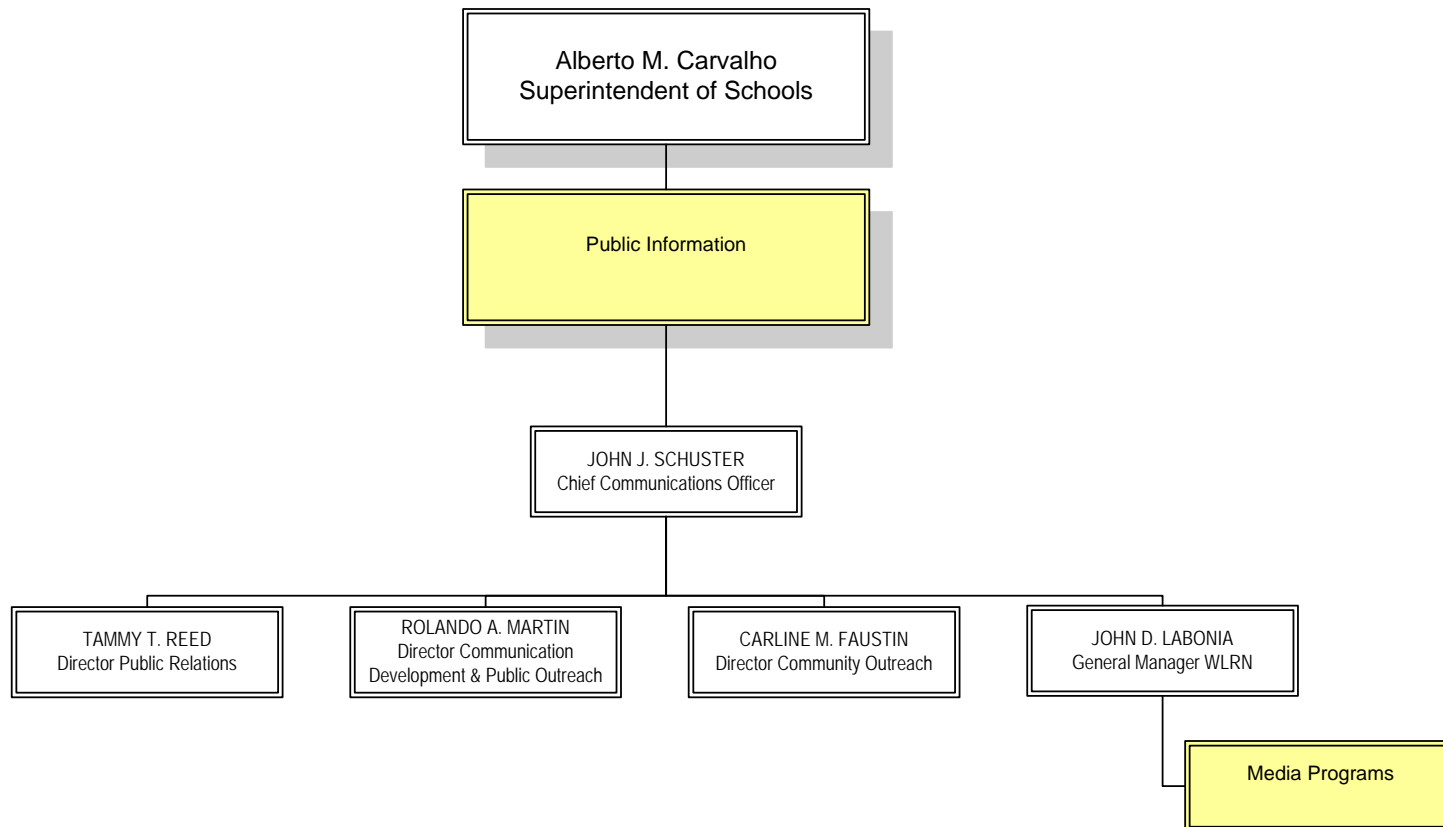 Alberto M. Carvalho
Superintendent of Schools
Public Information
JOHN J. SCHUSTER
Chief Communications Officer
TAMMY T. REED
Director Public Relations
ROLANDO A. MARTIN
Director Communication
Development & Public Outreach
CARLINE M. FAUSTIN
Director Community Outreach
JOHN D. LABONIA
General Manager WLRN
Media Programs